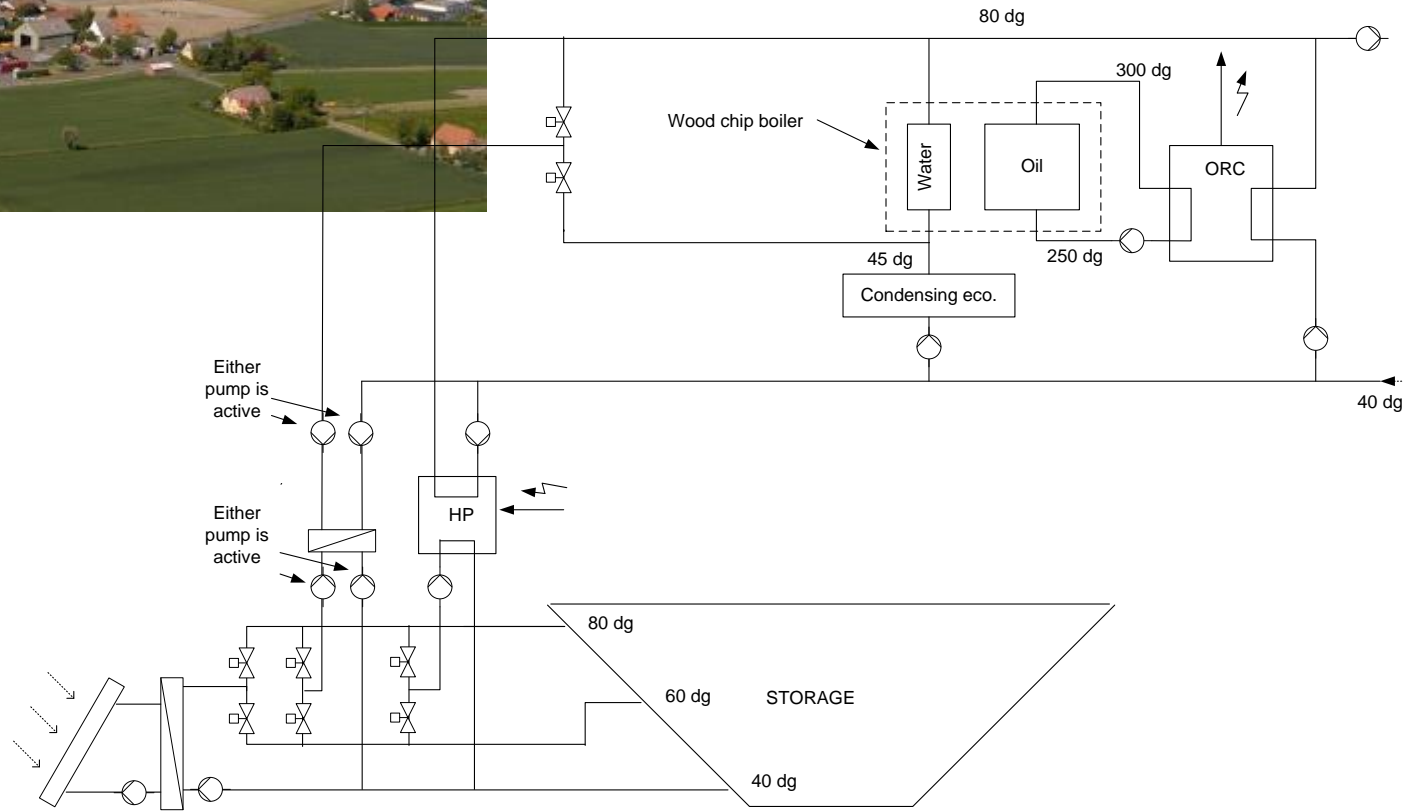 80 dg
300 dg
Wood chip boiler
Water
Oil
ORC
45 dg
250 dg
Condensing eco.
Either
pump is
active
40 dg
Either
pump is
active
HP
80 dg
60 dg
STORAGE
40 dg